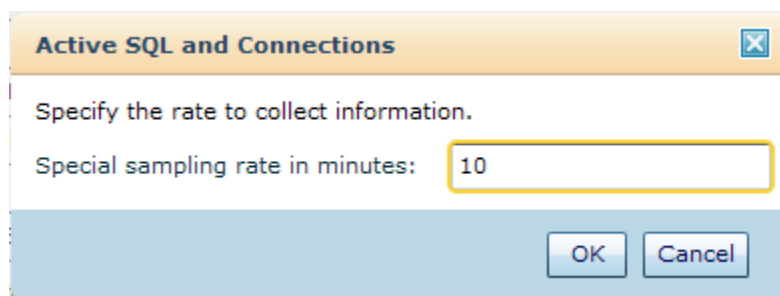 Active SQL and Connections
Specify the rate to collect information.
Special sampling rate in minutes: 10
OK Cancel